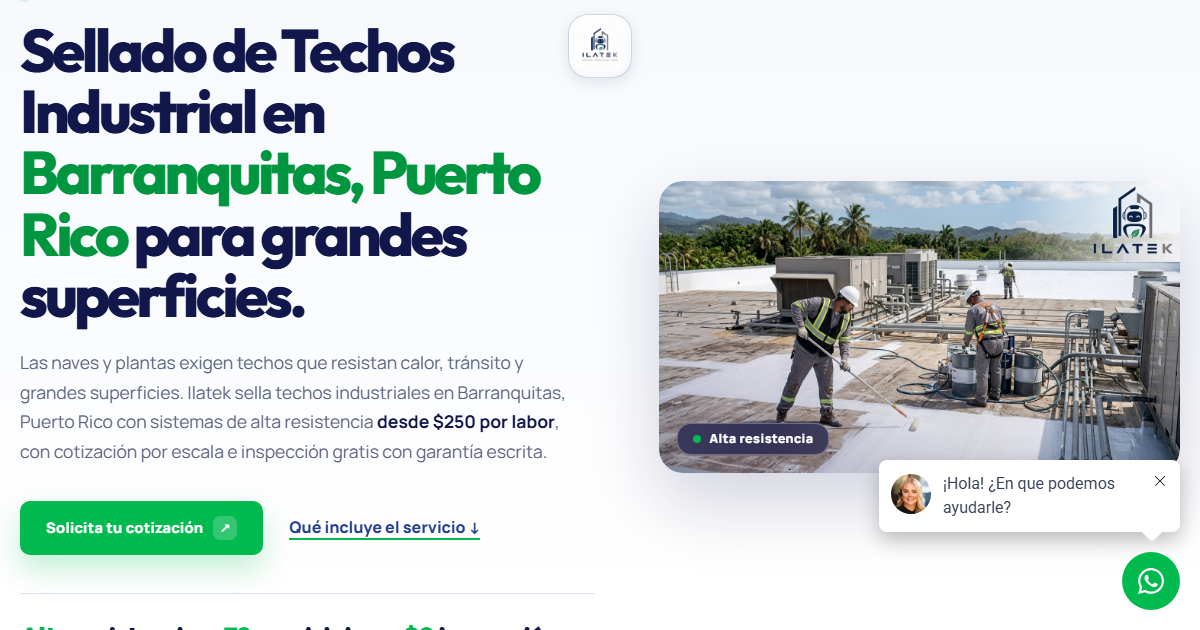 Sellado de Techos
Industrial en
Barranquitas, Puerto
Rico para grandes
superficies.
Las naves y plantas exigen techos que resistan calor, tránsito y
grandes superficies. Ilatek sella techos industriales en Barranquitas,
Puerto Rico con sistemas de alta resistencia desde $250 por labor,
con cotización por escala e inspección gratis con garantía escrita.
Solicita tu cotización ↗
Qué incluye el servicio ↓
ILATEK
ILATEK
Alta resistencia
¡Hola! ¿En que podemos
ayudarle?